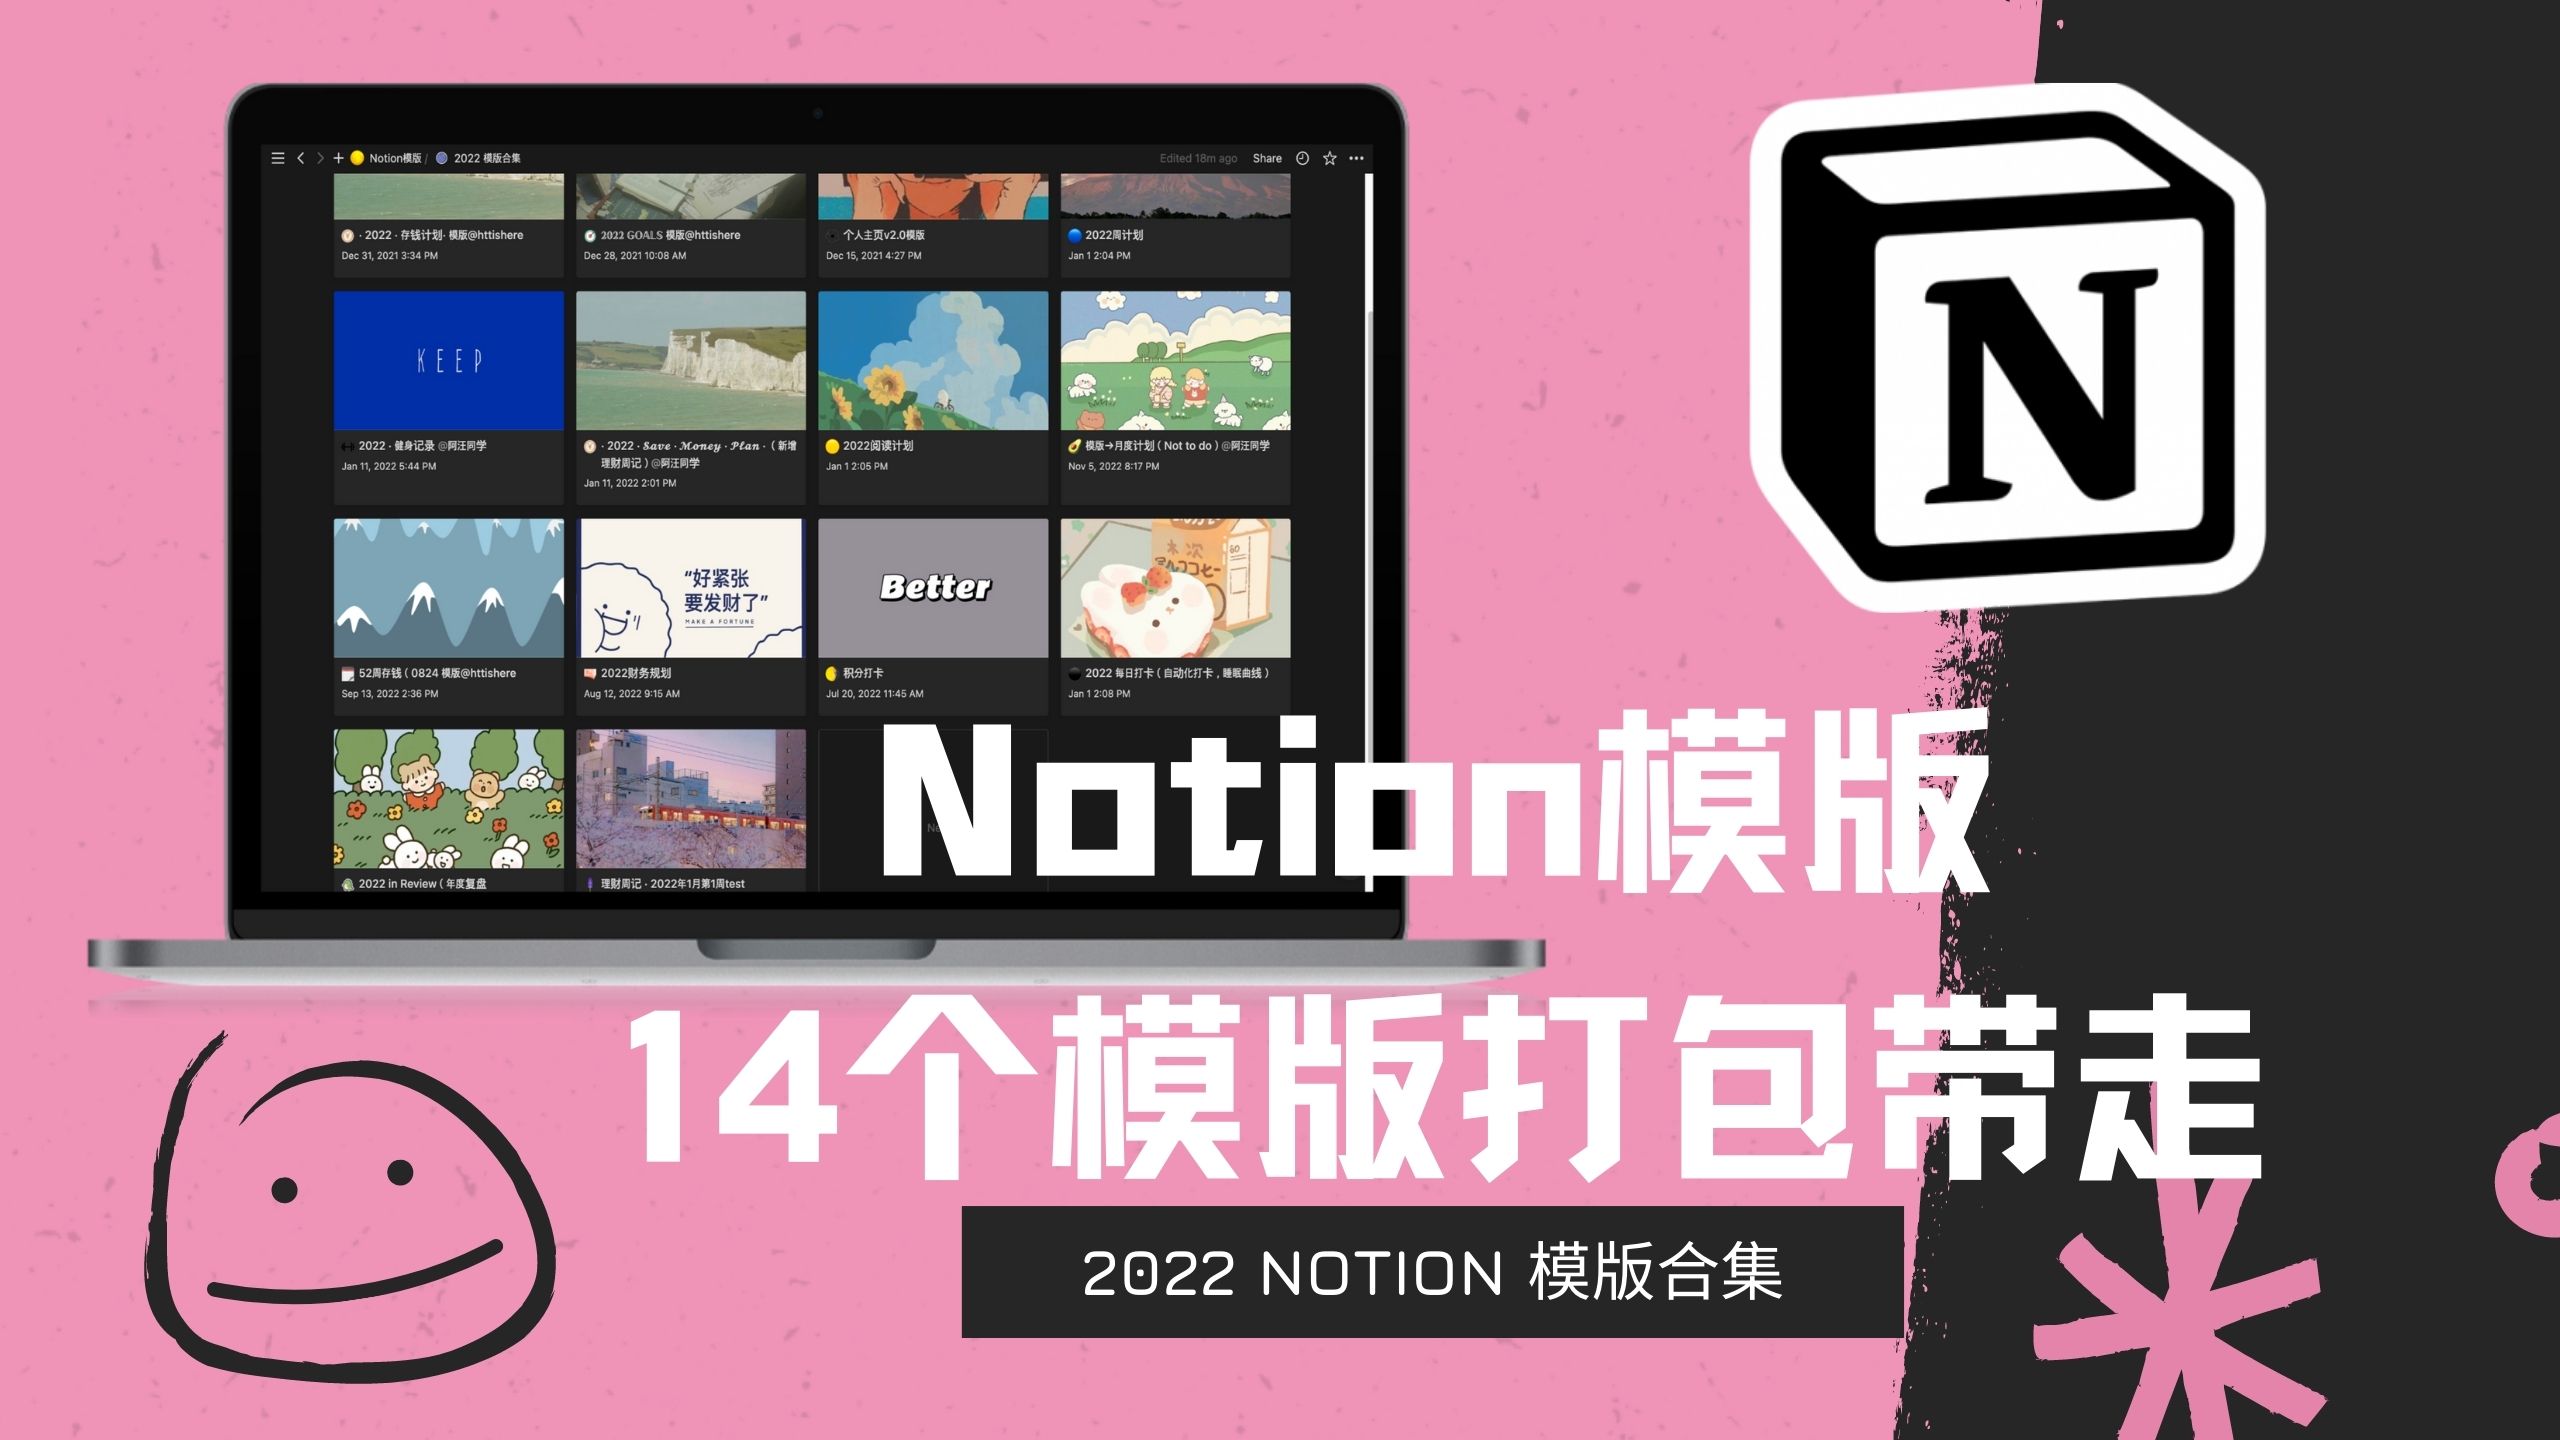 Notion模版 / 2022 模版合集
Edited 18m ago Share
· 2022 · 存钱计划· 模版@httishere
Dec 31, 2021 3:34 PM
2022 GOALS 模版@httishere
Dec 28, 2021 10:08 AM
个人主页v2.0模版
Dec 15, 2021 4:27 PM
2022周计划
Jan 1 2:04 PM
KEEP
2022 · 健身记录 @阿汪同学
Jan 11, 2022 5:44 PM
· 2022 · 𝓢𝓪𝓿𝓮 · 𝓜𝓸𝓷𝓮𝔂 · 𝓟𝓵𝓪𝓷 ·（新增
理财周记）@阿汪同学
Jan 11, 2022 2:01 PM
2022阅读计划
Jan 1 2:05 PM
模版→月度计划（Not to do）@阿汪同学
Nov 5, 2022 8:17 PM
52周存钱（0824 模版@httishere
Sep 13, 2022 2:36 PM
“好紧张
要发财了”
MAKE A FORTUNE
2022财务规划
Aug 12, 2022 9:15 AM
Better
积分打卡
Jul 20, 2022 11:45 AM
2022 每日打卡（自动化打卡，睡眠曲线）
Jan 1 2:08 PM
2022 in Review（年度复盘
理财周记 · 2022年1月第1周test
N
Notion模版
14个模版打包带走
2022 NOTION 模版合集